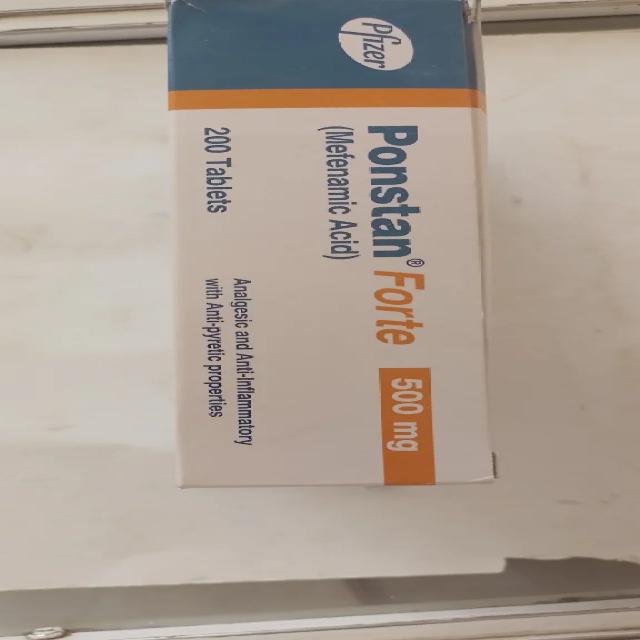 Pfizer
Ponstan® Forte 500 mg
(Mefenamic Acid)
Analgesic and Anti-Inflammatory
with Anti-pyretic properties
200 Tablets